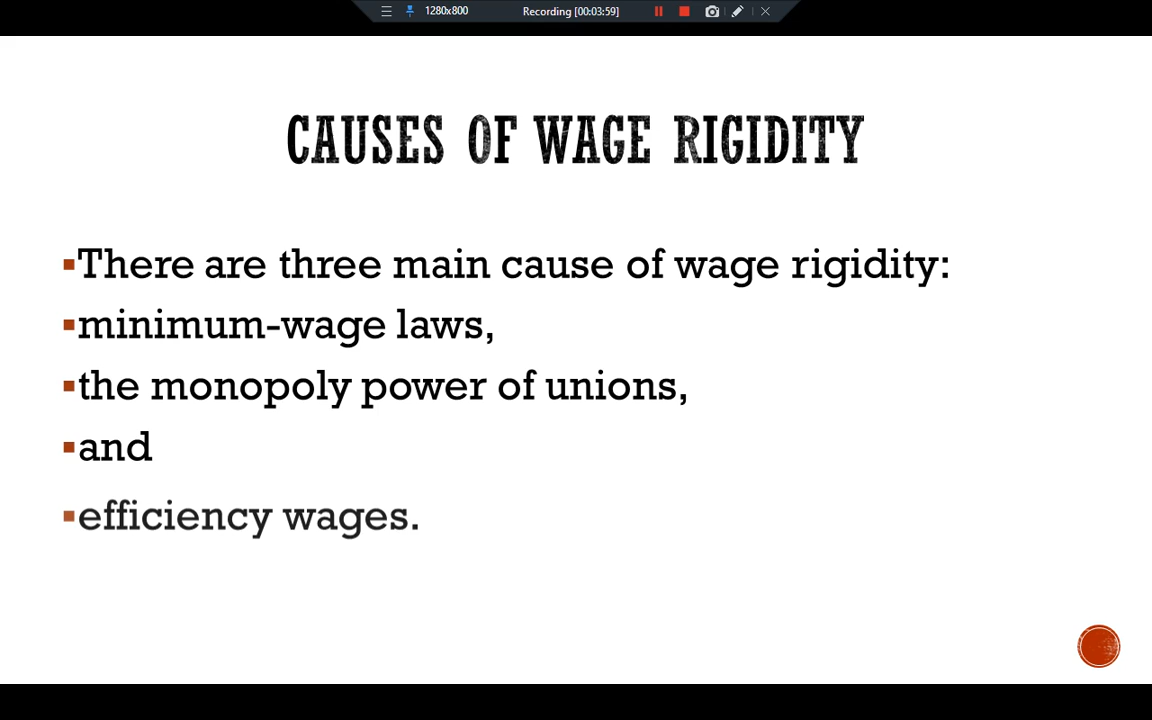 1280x800 Recording [00:03:59]
CAUSES OF WAGE RIGIDITY
▪There are three main cause of wage rigidity:
▪minimum-wage laws,
▪the monopoly power of unions,
▪and
▪efficiency wages.